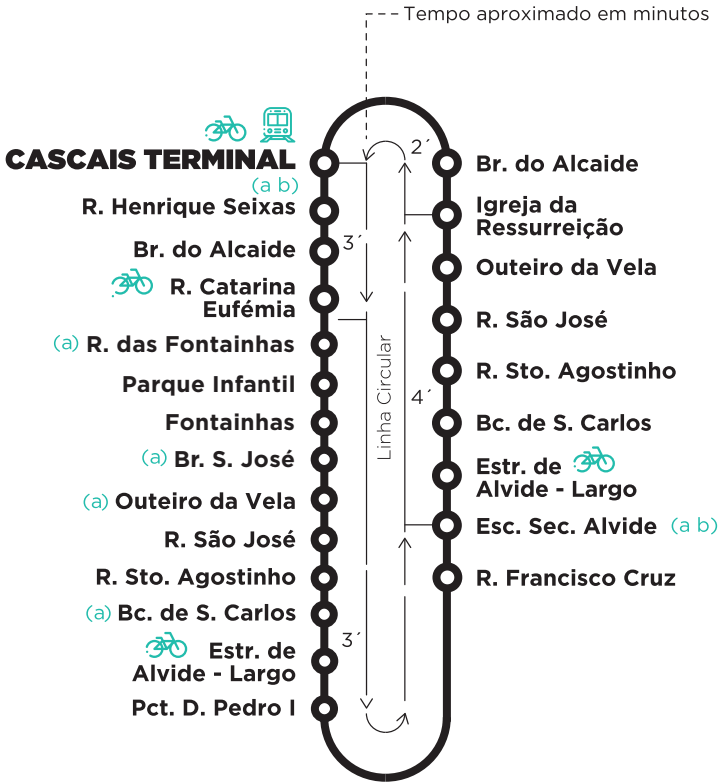 Tempo aproximado em minutos
CASCAIS TERMINAL
(a b)
R. Henrique Seixas
Br. do Alcaide
R. Catarina
Eufémia
(a) R. das Fontainhas
Parque Infantil
Fontainhas
(a) Br. S. José
(a) Outeiro da Vela
R. São José
R. Sto. Agostinho
(a) Bc. de S. Carlos
Estr. de
Alvide - Largo
Pct. D. Pedro I
3´
3´
Linha Circular
2´
4´
Br. do Alcaide
Igreja da
Ressurreição
Outeiro da Vela
R. São José
R. Sto. Agostinho
Bc. de S. Carlos
Estr. de
Alvide - Largo
Esc. Sec. Alvide (a b)
R. Francisco Cruz